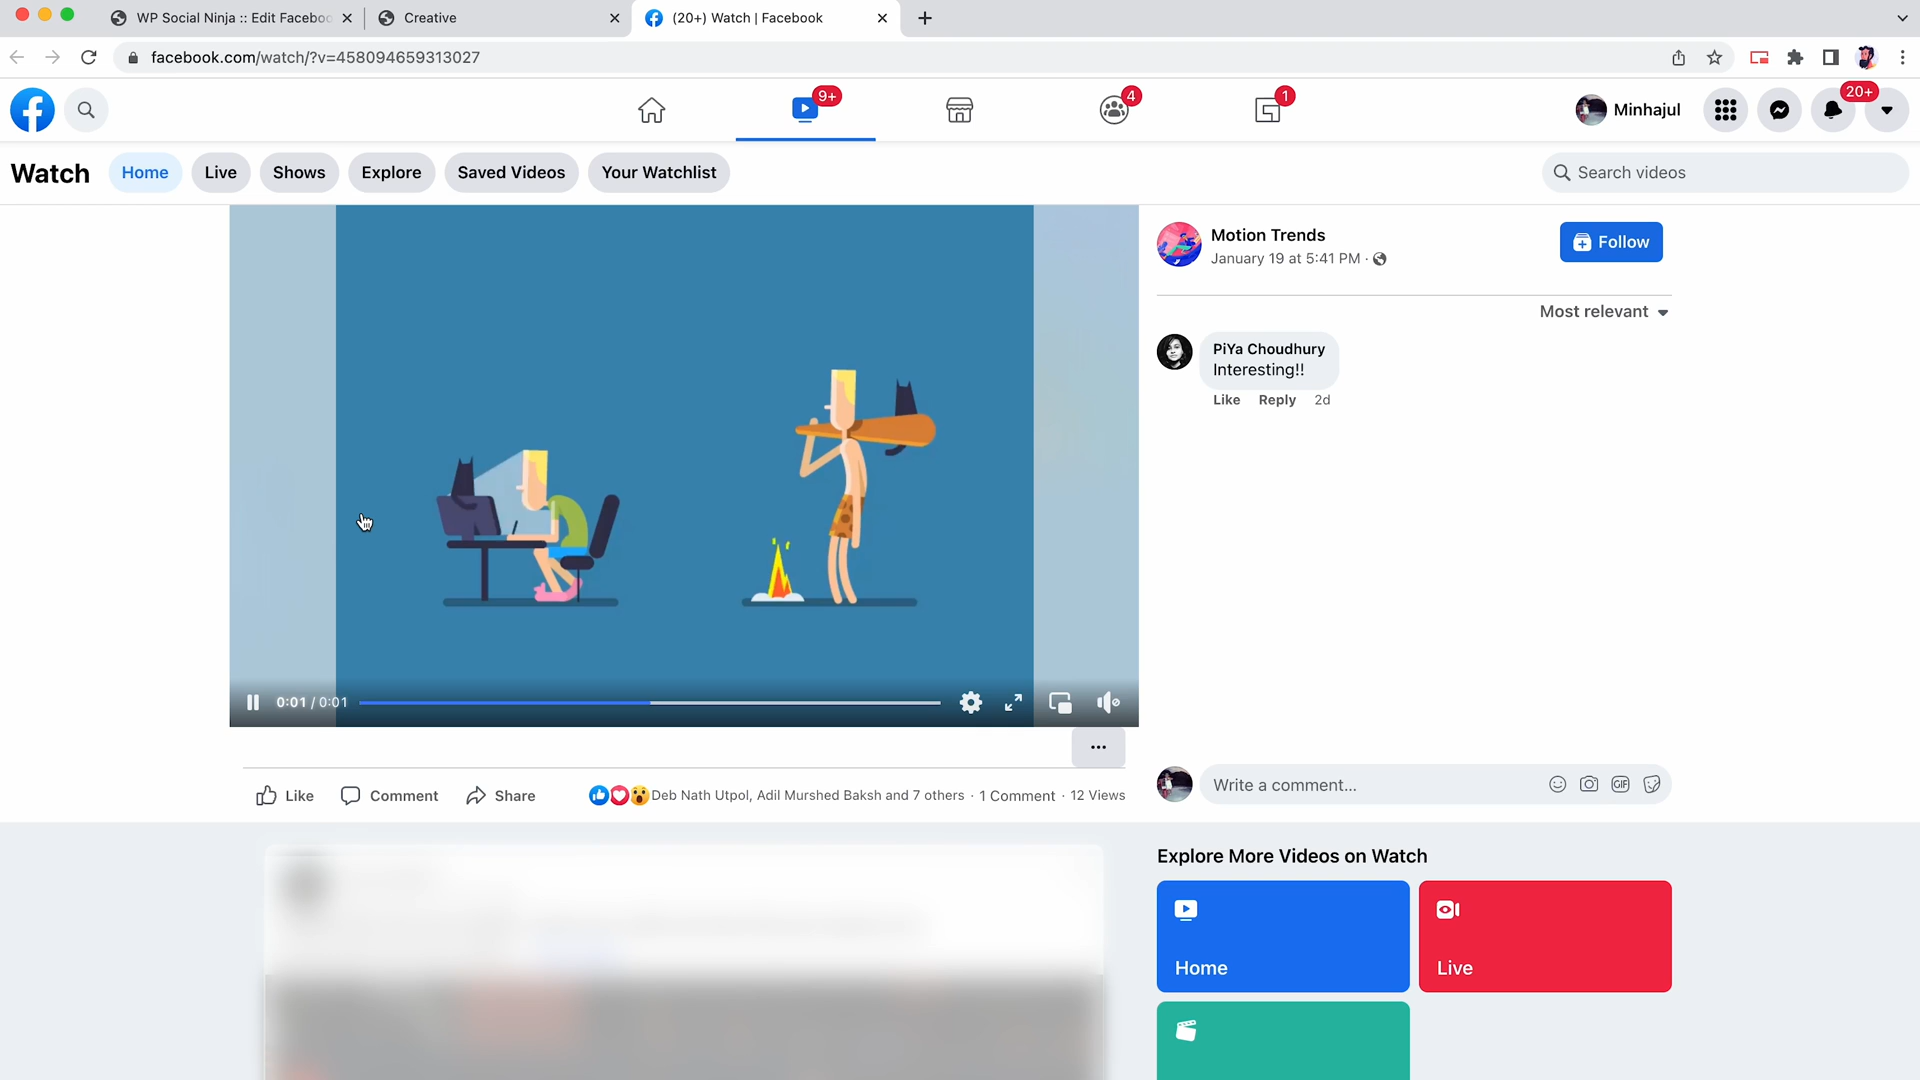 WP Social Ninja :: Edit Faceboo
Creative
(20+) Watch | Facebook
facebook.com/watch/?v=458094659313027
9+
4
1
Minhajul
20+
Watch
Home
Live
Shows
Explore
Saved Videos
Your Watchlist
Search videos
Motion Trends
January 19 at 5:41 PM ·
Follow
Most relevant
PiYa Choudhury
Interesting!!
Like Reply 2d
0:01 / 0:01
Like
Comment
Share
Deb Nath Utpol, Adil Murshed Baksh and 7 others · 1 Comment · 12 Views
Write a comment...
GIF
Explore More Videos on Watch
Home
Live